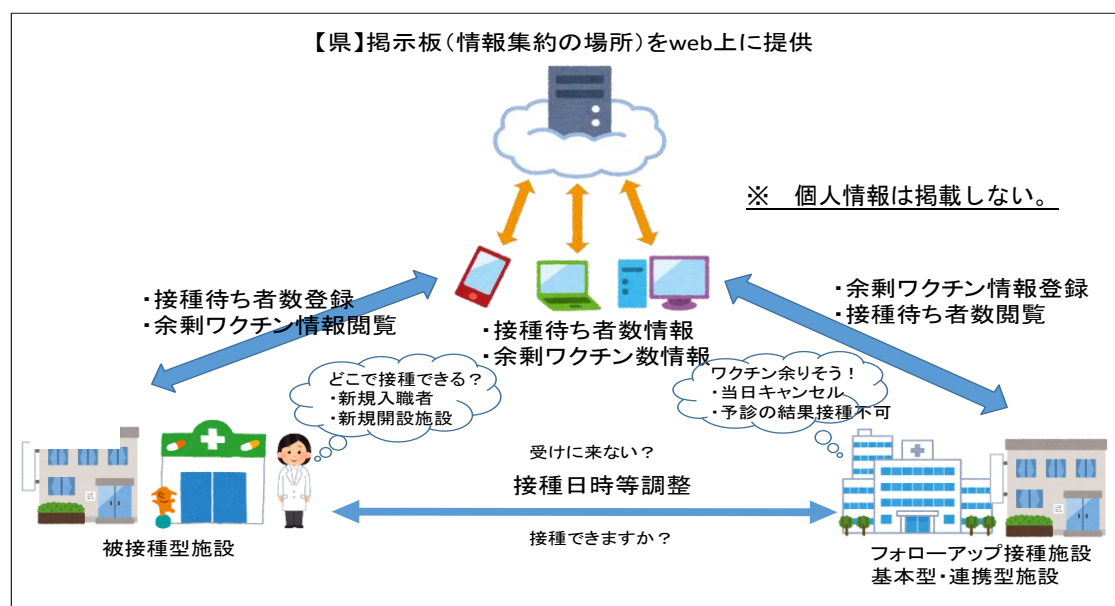 【県】掲示板(情報集約の場所)をweb上に提供
※　個人情報は掲載しない。
・接種待ち者数登録
・余剰ワクチン情報閲覧
・余剰ワクチン情報登録
・接種待ち者数閲覧
・接種待ち者数情報
・余剰ワクチン数情報
どこで接種できる？
・新規入職者
・新規開設施設
ワクチン余りそう！
・当日キャンセル
・予診の結果接種不可
受けに来ない？
接種日時等調整
接種できますか？
被接種型施設
フォローアップ接種施設
基本型・連携型施設